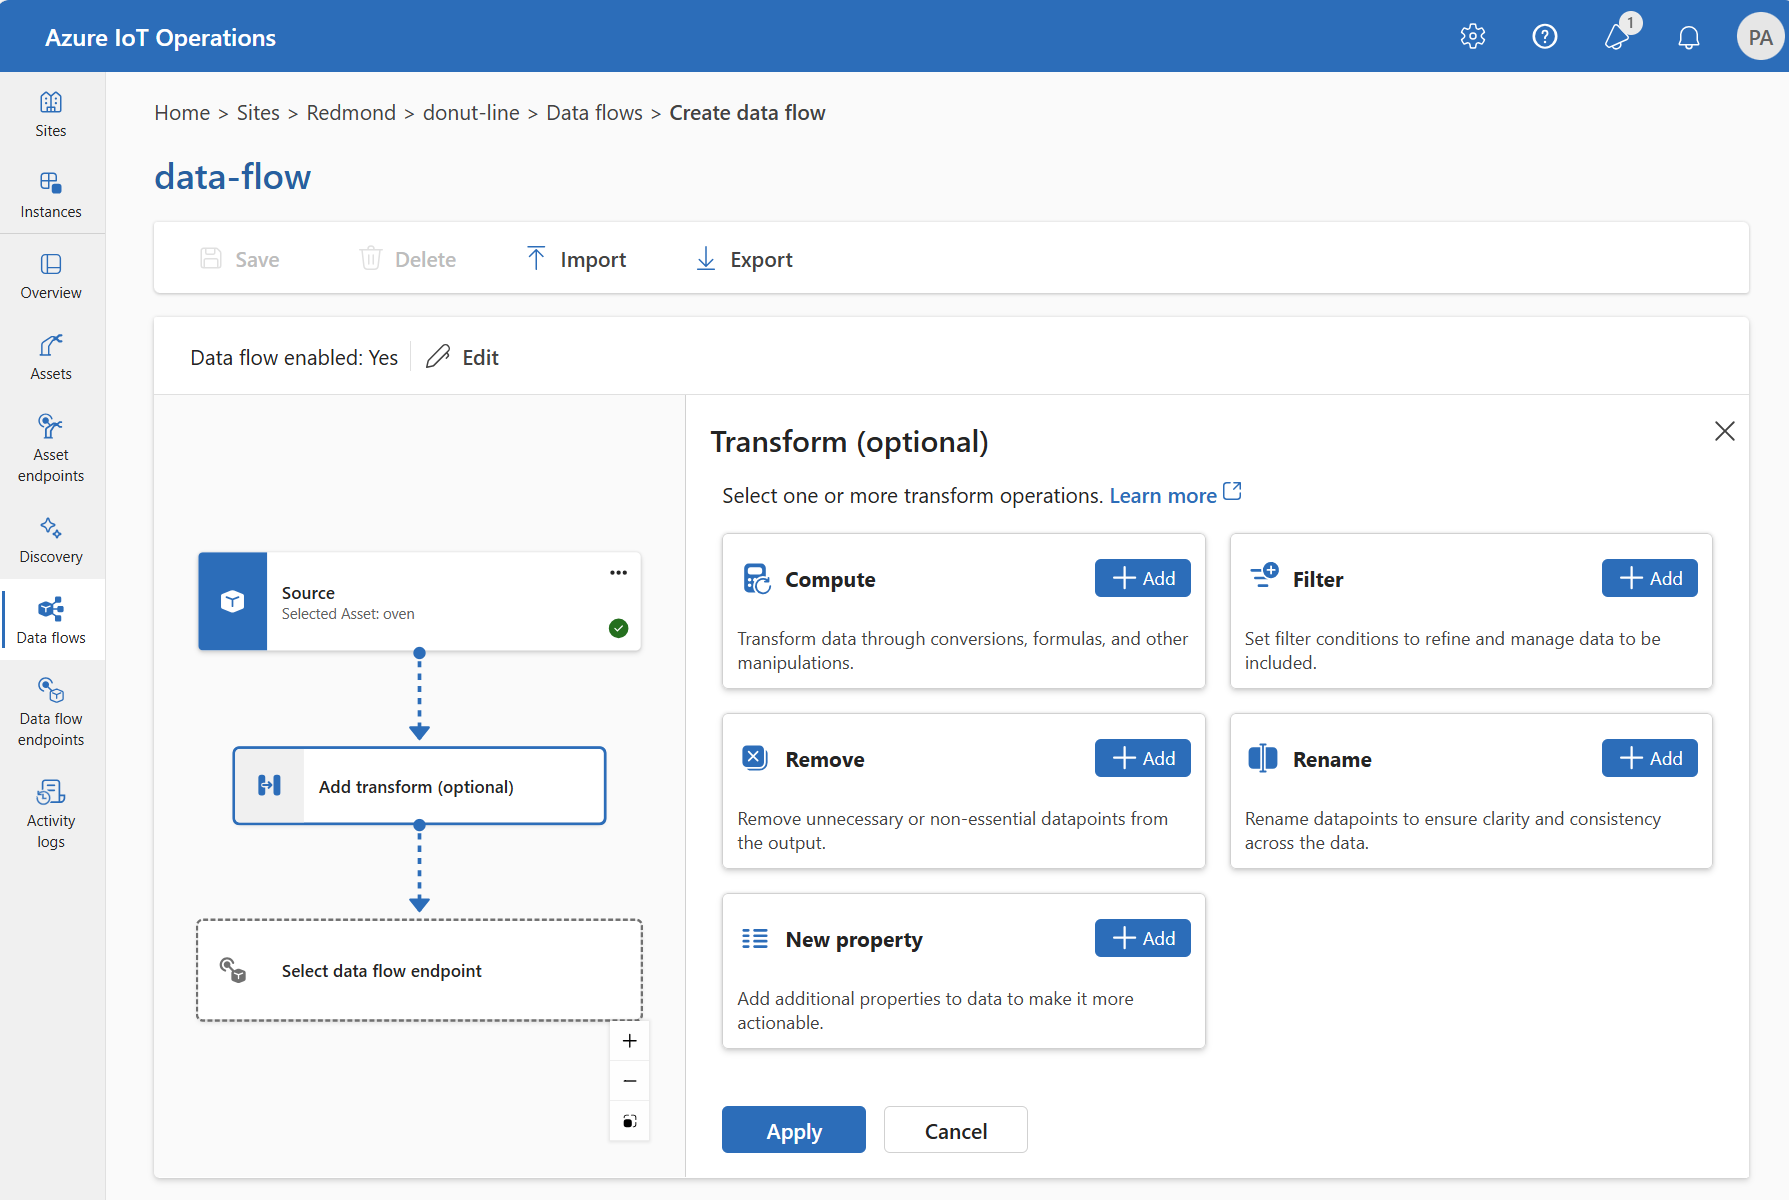 Azure IoT Operations
1
PA
Sites
Instances
Overview
Assets
Asset
endpoints
Discovery
Data flows
Data flow
endpoints
Activity
logs
Home > Sites > Redmond > donut-line > Data flows > Create data flow
data-flow
Save
Delete
Import
Export
Data flow enabled: Yes
Edit
Source
Selected Asset: oven
Add transform (optional)
Select data flow endpoint
Transform (optional)
Select one or more transform operations. Learn more
Compute
Add
Transform data through conversions, formulas, and other
manipulations.
Filter
Add
Set filter conditions to refine and manage data to be
included.
Remove
Add
Remove unnecessary or non-essential datapoints from
the output.
Rename
Add
Rename datapoints to ensure clarity and consistency
across the data.
New property
Add
Add additional properties to data to make it more
actionable.
Apply
Cancel